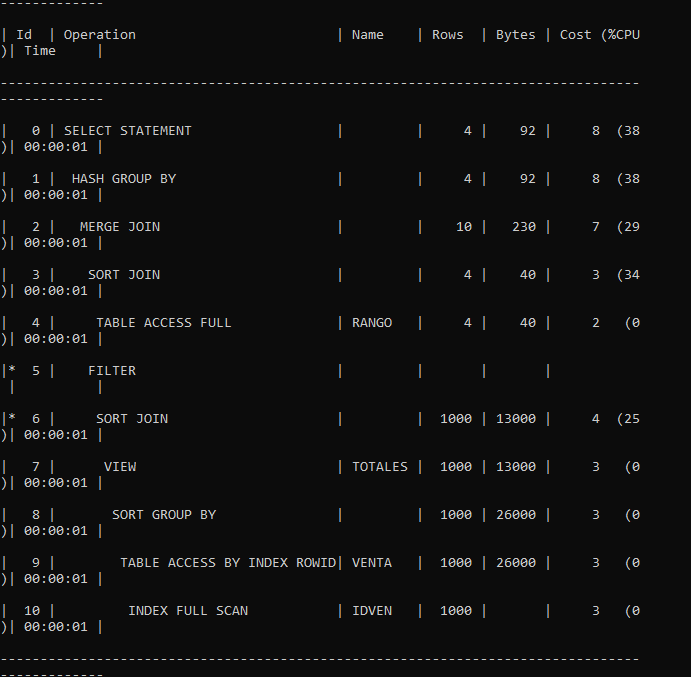 -------------
| Id  | Operation                         | Name    | Rows  | Bytes | Cost (%CPU
)| Time     |
--------------------------------------------------------------------------------
-------------
|   0 | SELECT STATEMENT                  |         |     4 |    92 |     8  (38
)| 00:00:01 |
|   1 |  HASH GROUP BY                    |         |     4 |    92 |     8  (38
)| 00:00:01 |
|   2 |   MERGE JOIN                      |         |    10 |   230 |     7  (29
)| 00:00:01 |
|   3 |    SORT JOIN                      |         |     4 |    40 |     3  (34
)| 00:00:01 |
|   4 |     TABLE ACCESS FULL             | RANGO   |     4 |    40 |     2   (0
)| 00:00:01 |
|*  5 |    FILTER                         |         |       |       |
 |          |
|*  6 |     SORT JOIN                     |         |  1000 | 13000 |     4  (25
)| 00:00:01 |
|   7 |      VIEW                         | TOTALES |  1000 | 13000 |     3   (0
)| 00:00:01 |
|   8 |       SORT GROUP BY               |         |  1000 | 26000 |     3   (0
)| 00:00:01 |
|   9 |        TABLE ACCESS BY INDEX ROWID| VENTA   |  1000 | 26000 |     3   (0
)| 00:00:01 |
|  10 |         INDEX FULL SCAN           | IDVEN   |  1000 |       |     3   (0
)| 00:00:01 |
--------------------------------------------------------------------------------
-------------